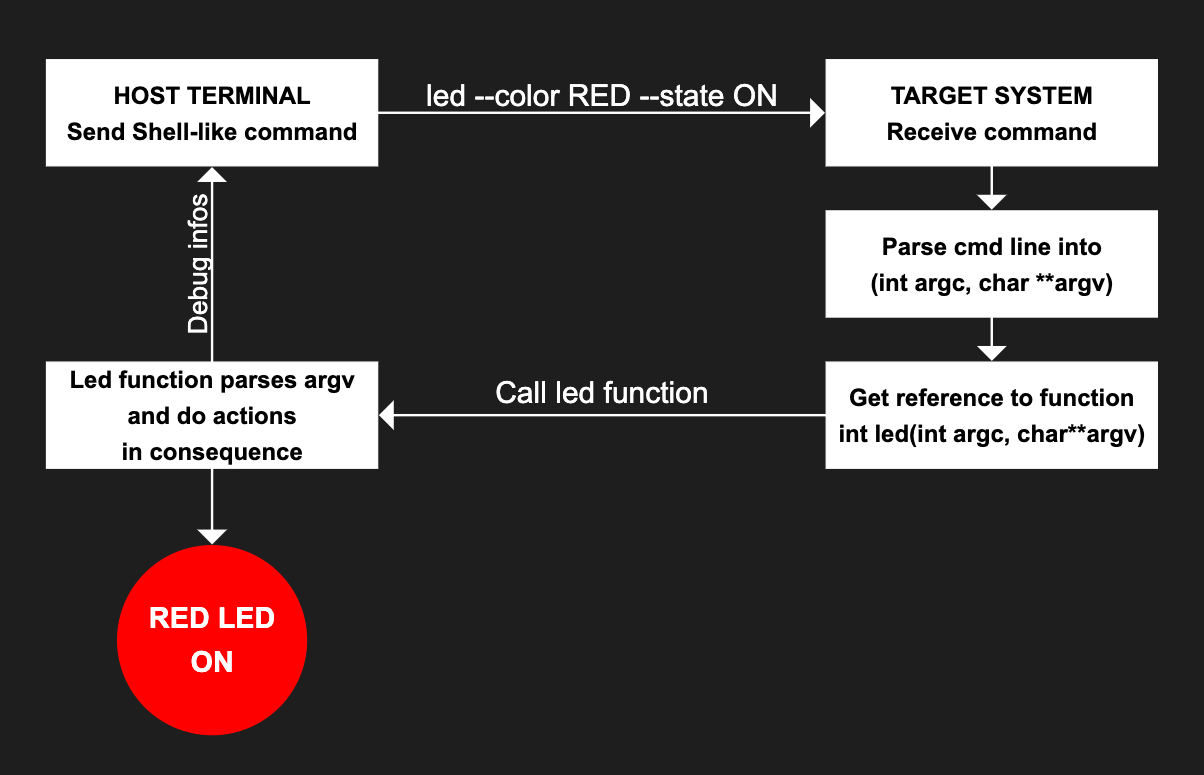 HOST TERMINAL
Send Shell-like command
led --color RED --state ON
TARGET SYSTEM
Receive command
Parse cmd line into
(int argc, char **argv)
Get reference to function
int led(int argc, char**argv)
Call led function
Led function parses argv
and do actions
in consequence
Debug infos
RED LED
ON